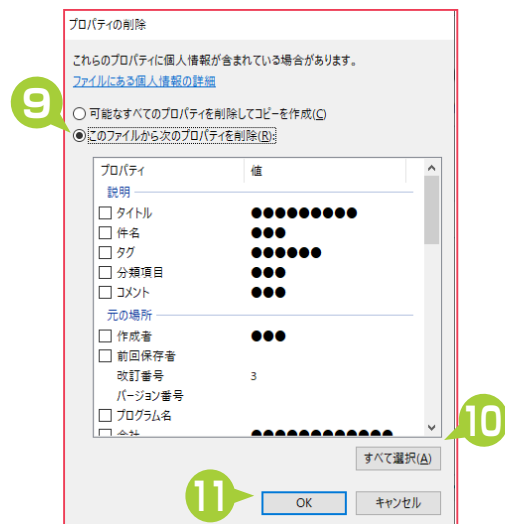 プロパティの削除
これらのプロパティに個人情報が含まれている場合があります。
ファイルにある個人情報の詳細
9
可能なすべてのプロパティを削除してコピーを作成(C)
このファイルから次のプロパティを削除(R):
プロパティ 値
説明
タイトル ●●●●●●●●●
件名 ●●●
タグ ●●●●●●
分類項目 ●●●
コメント ●●●
元の場所
作成者 ●●●
前回保存者
改訂番号 3
バージョン番号
プログラム名
会社 ●●●●●●●●●●●●
10
すべて選択(A)
11
OK キャンセル